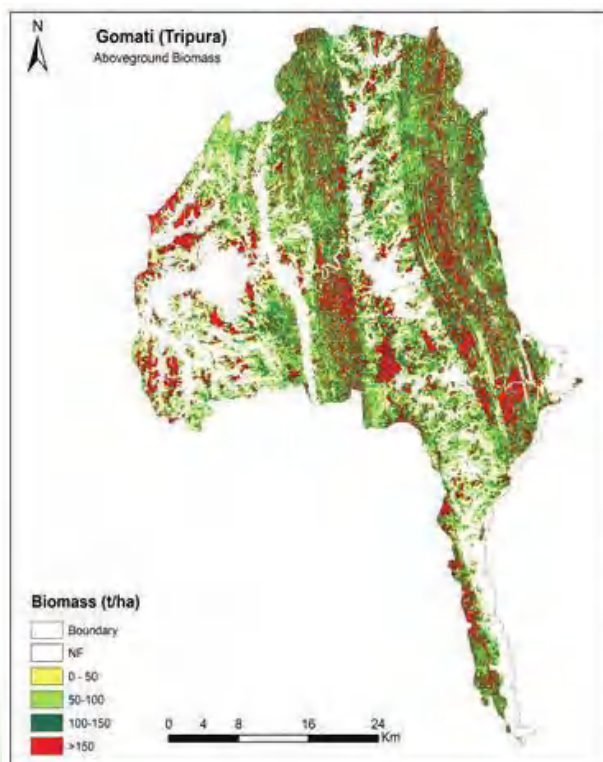 N
Gomati (Tripura)
Aboveground Biomass
Biomass (t/ha)
Boundary
NF
0 - 50
50-100
100-150
>150
0 4 8 16 24
Km